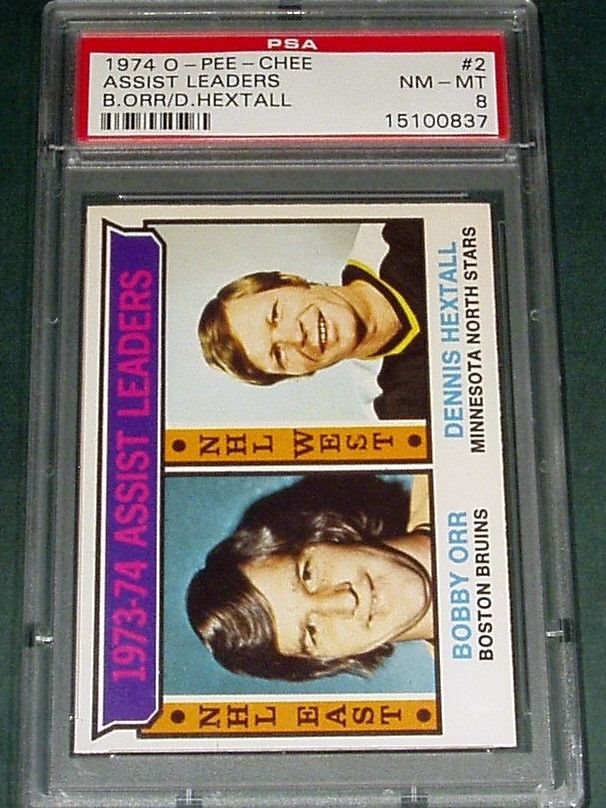 PSA
1974 O-PEE-CHEE #2
ASSIST LEADERS NM-MT
B.ORR/D.HEXTALL 8
15100837
1973-74 ASSIST LEADERS
NHL EAST
BOBBY ORR
BOSTON BRUINS
NHL WEST
DENNIS HEXTALL
MINNESOTA NORTH STARS